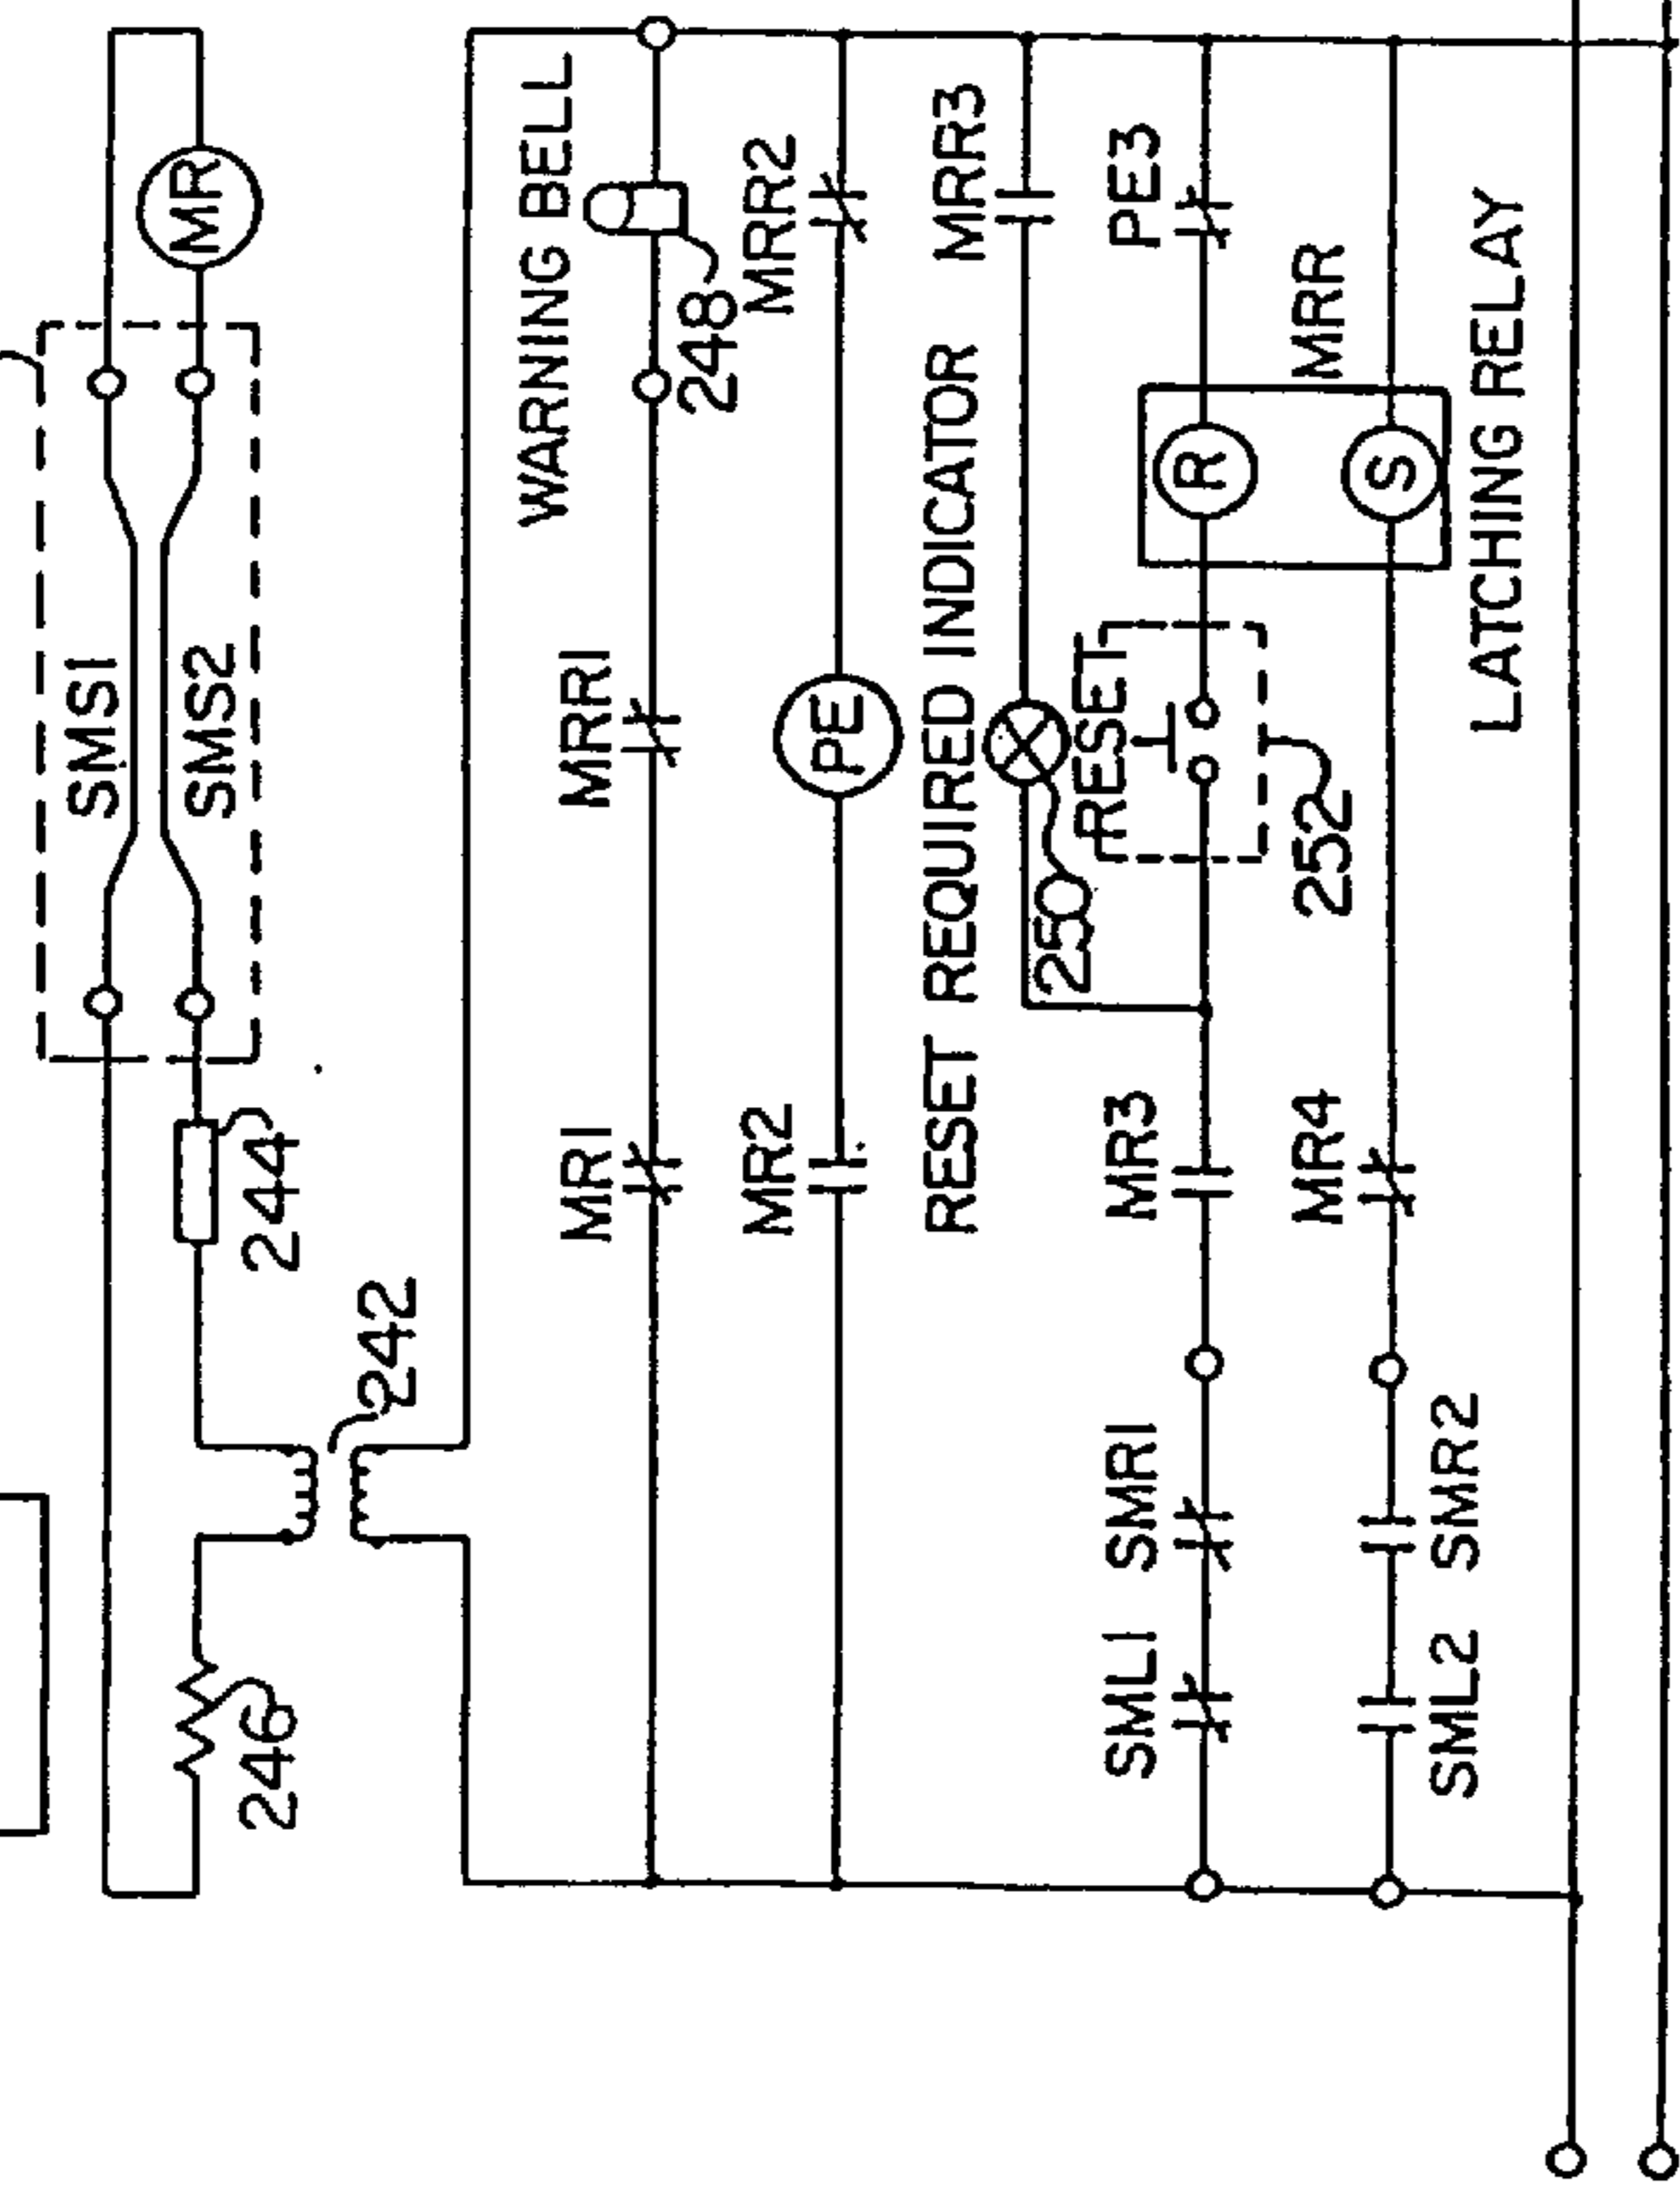 SMS1
MR
SMS2
244
246
242
WARNING BELL
MR1
MRR1
248
MR2
PE
MRR2
RESET REQUIRED INDICATOR
MRR3
250
RESET
SML1
SMR1
MR3
R
PE3
252
MR4
MRR
S
SML2
SMR2
LATCHING RELAY